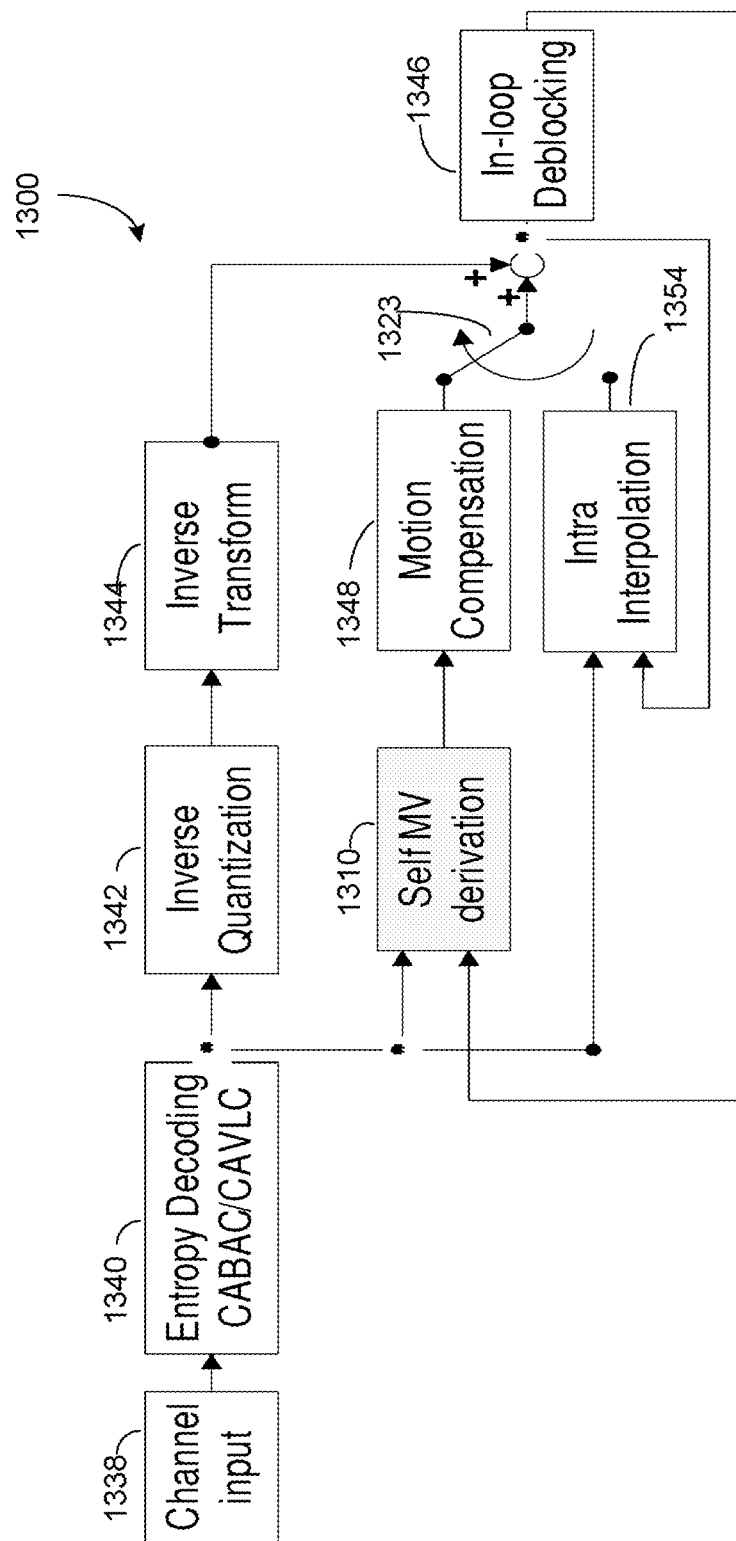 1300
1338
Channel
input
1340
Entropy Decoding
CABAC/CAVLC
1342
Inverse
Quantization
1344
Inverse
Transform
1310
Self MV
derivation
1348
Motion
Compensation
1323
+
+
1346
In-loop
Deblocking
Intra
Interpolation
1354